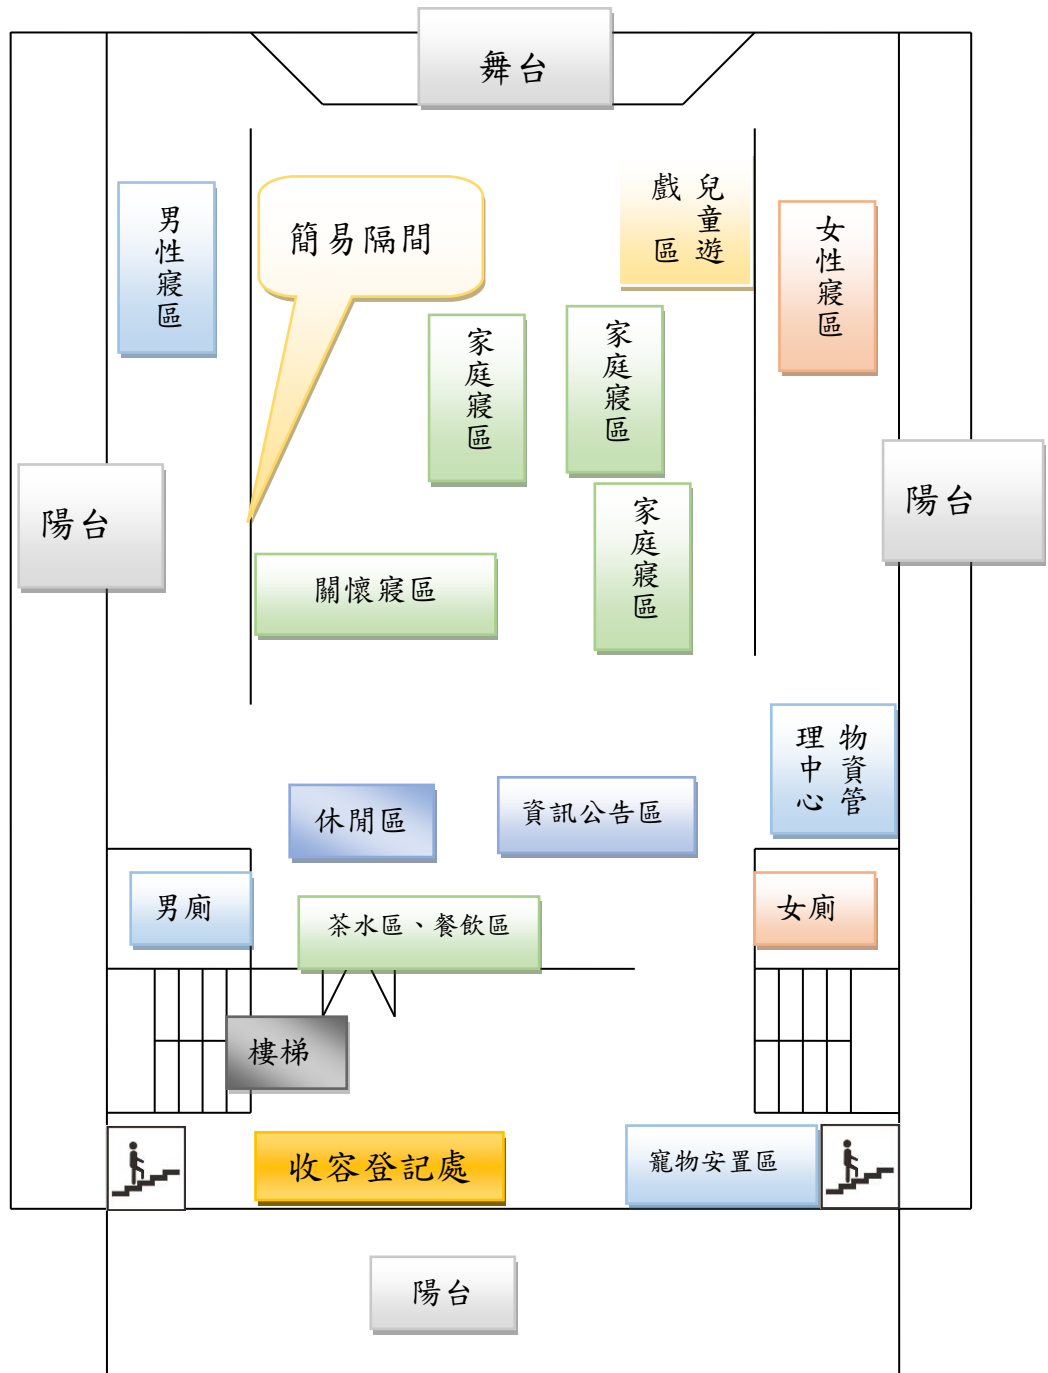 舞台
男性寢區
簡易隔間
兒童遊
戲區
女性寢區
家庭寢區
家庭寢區
家庭寢區
陽台
陽台
關懷寢區
物資管
理中心
休閒區
資訊公告區
男廁
茶水區、餐飲區
女廁
樓梯
收容登記處
寵物安置區
陽台